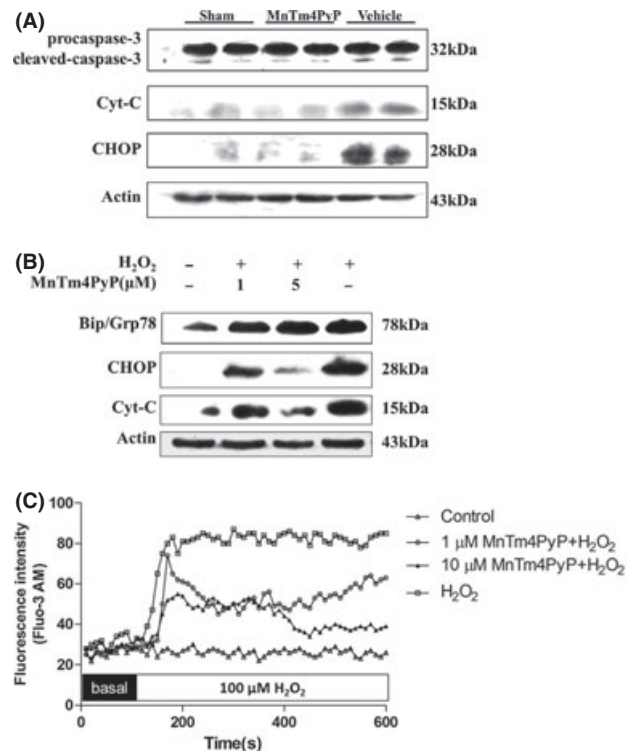 (A)
Sham MnTm4PyP Vehicle
procaspase-3
cleaved-caspase-3
32kDa
Cyt-C 15kDa
CHOP 28kDa
Actin 43kDa
(B)
H₂O₂ – + + +
MnTm4PyP(μM) – 1 5 –
Bip/Grp78 78kDa
CHOP 28kDa
Cyt-C 15kDa
Actin 43kDa
(C)
Fluorescence intensity
(Fluo-3 AM)
100
80
60
40
20
0
basal 100 μM H₂O₂
200 400 600
Time(s)
Control
1 μM MnTm4PyP+H₂O₂
10 μM MnTm4PyP+H₂O₂
H₂O₂